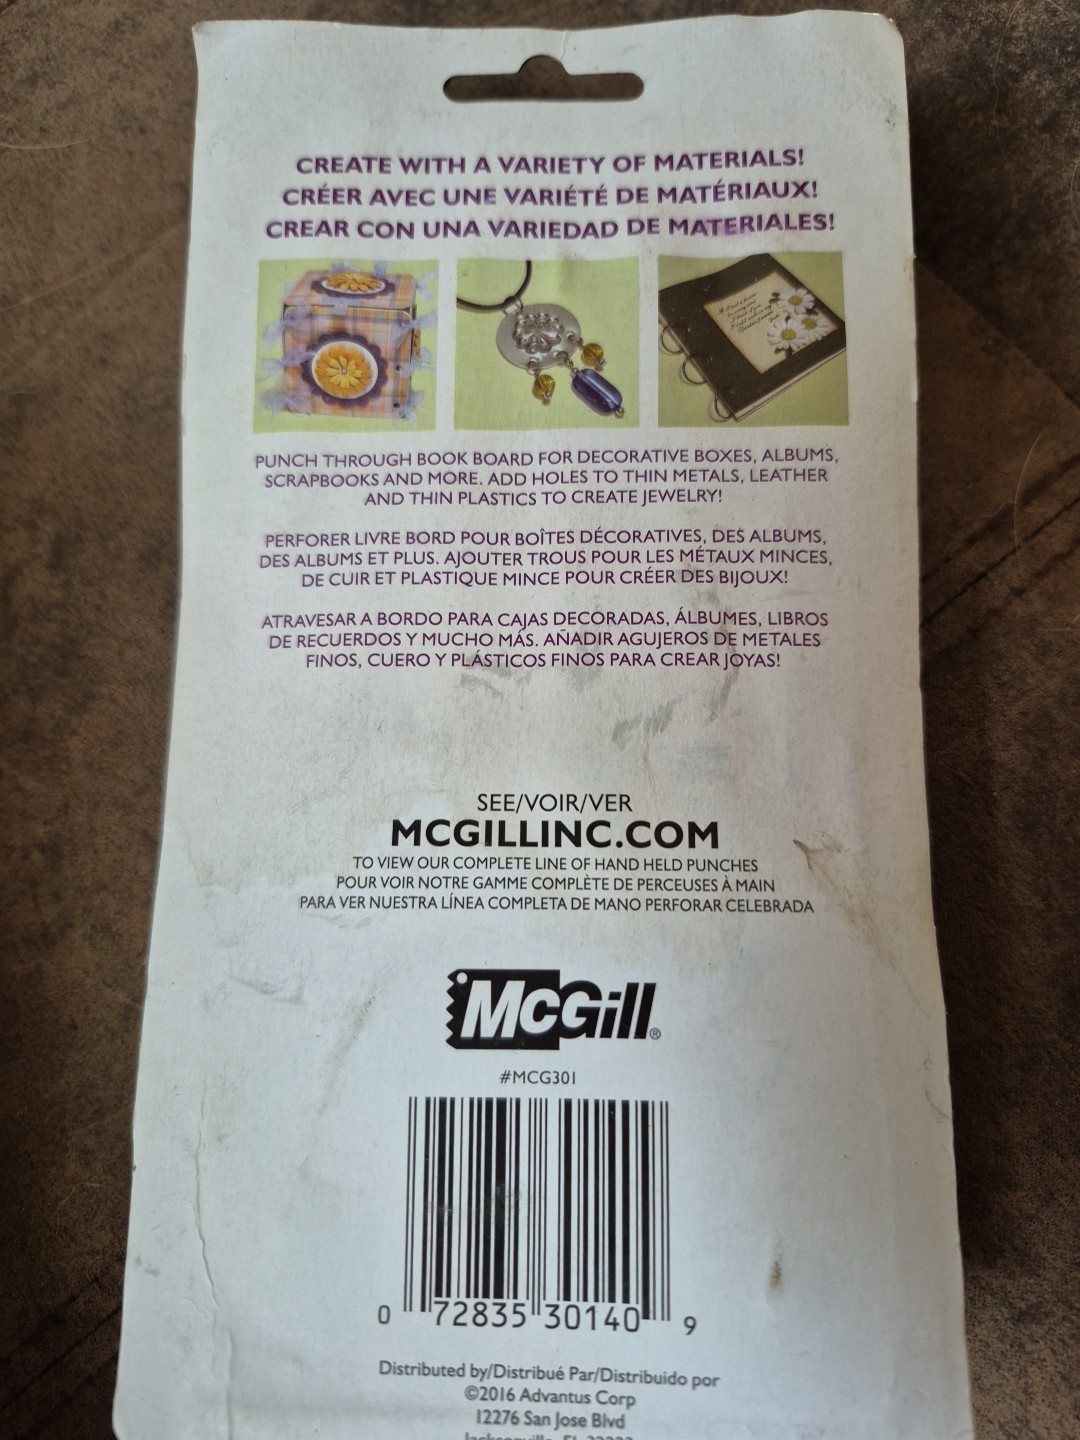 CREATE WITH A VARIETY OF MATERIALS!
CRÉER AVEC UNE VARIÉTÉ DE MATÉRIAUX!
CREAR CON UNA VARIEDAD DE MATERIALES!
PUNCH THROUGH BOOK BOARD FOR DECORATIVE BOXES, ALBUMS,
SCRAPBOOKS AND MORE. ADD HOLES TO THIN METALS, LEATHER
AND THIN PLASTICS TO CREATE JEWELRY!
PERFORER LIVRE BORD POUR BOÎTES DÉCORATIVES, DES ALBUMS,
DES ALBUMS ET PLUS. AJOUTER TROUS POUR LES MÉTAUX MINCES,
DE CUIR ET PLASTIQUE MINCE POUR CRÉER DES BIJOUX!
ATRAVESAR A BORDO PARA CAJAS DECORADAS, ÁLBUMES, LIBROS
DE RECUERDOS Y MUCHO MÁS. AÑADIR AGUJEROS DE METALES
FINOS, CUERO Y PLÁSTICOS FINOS PARA CREAR JOYAS!
SEE/VOIR/VER
MCGILLINC.COM
TO VIEW OUR COMPLETE LINE OF HAND HELD PUNCHES
POUR VOIR NOTRE GAMME COMPLÈTE DE PERCEUSES À MAIN
PARA VER NUESTRA LÍNEA COMPLETA DE MANO PERFORAR CELEBRADA
McGill®
#MCG301
0 72835 30140 9
Distributed by/Distribué Par/Distribuido por
©2016 Advantus Corp
12276 San Jose Blvd